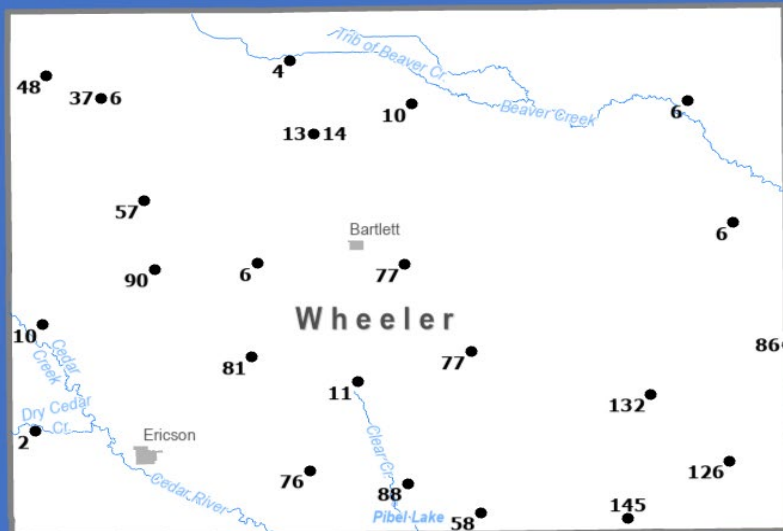 Trib of Beaver Cr.
4
48
37 6
10
Beaver Creek
6
13 14
57
Bartlett
6
90
6
77
Wheeler
10
Cedar
Creek
81
77
86
11
132
Dry Cedar
Cr.
2
Ericson
Clear Cr.
76
Cedar River
88
126
Pibel Lake
58
145